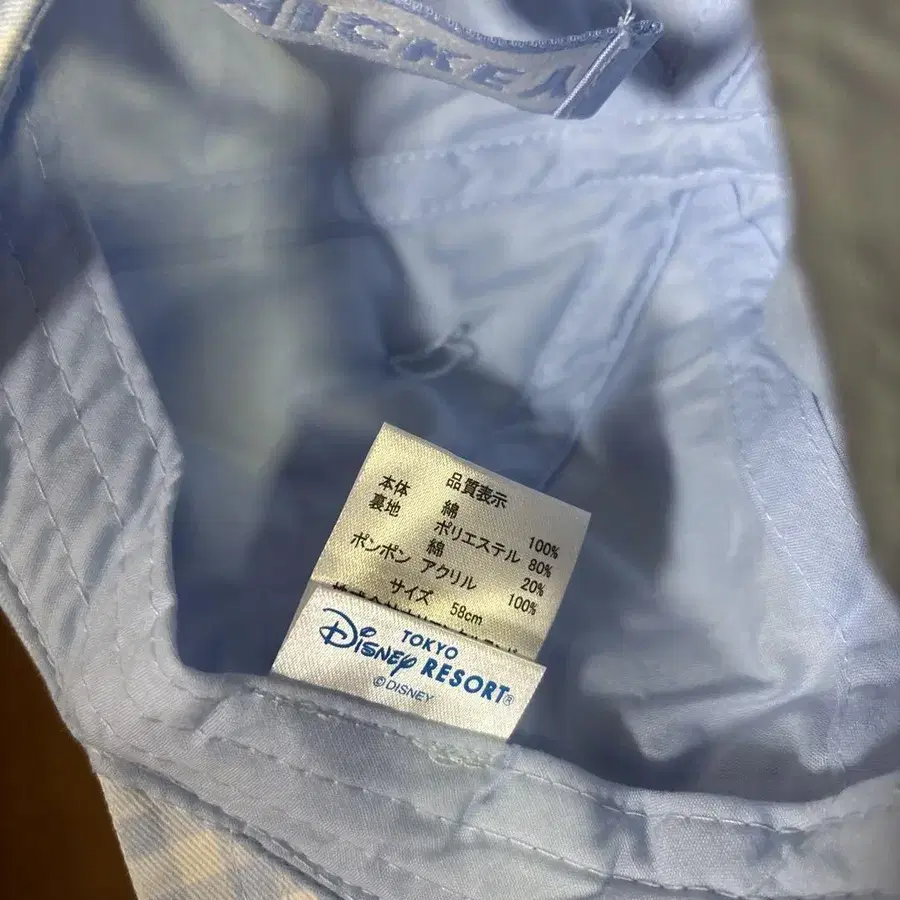 ICKEY
品質表示
本体 綿 100%
裏地 ポリエステル 80%
綿 20%
ポンポン アクリル 100%
サイズ 58cm
TOKYO
Disney RESORT®
©DISNEY